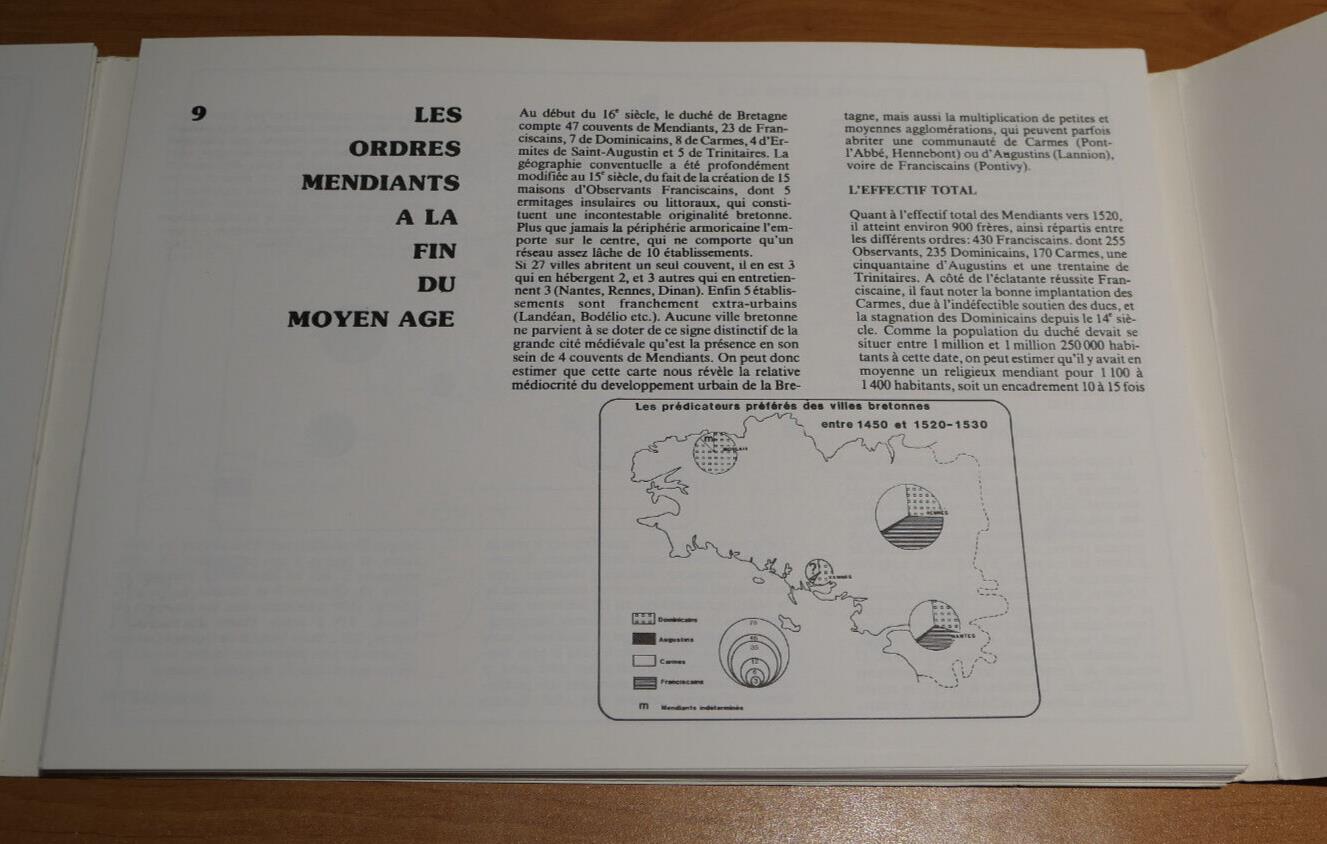 9
LES
ORDRES
MENDIANTS
A LA
FIN
DU
MOYEN AGE
Au début du 16e siècle, le duché de Bretagne
compte 47 couvents de Mendiants, 23 de Fran-
ciscains, 7 de Dominicains, 8 de Carmes, 4 d'Er-
mites de Saint-Augustin et 5 de Trinitaires. La
géographie conventuelle a été profondément
modifiée au 15e siècle, du fait de la création de 15
maisons d'Observants Franciscains, dont 5
ermitages insulaires ou littoraux, qui consti-
tuent une incontestable originalité bretonne.
Plus que jamais la périphérie armoricaine l'em-
porte sur le centre, qui ne comporte qu'un
réseau assez lâche de 10 établissements.
Si 27 villes abritent un seul couvent, il en est 3
qui en hébergent 2, et 3 autres qui en entretien-
nent 3 (Nantes, Rennes, Dinan). Enfin 5 établis-
sements sont franchement extra-urbains
(Landéan, Bodélio etc.). Aucune ville bretonne
ne parvient à se doter de ce signe distinctif de la
grande cité médiévale qu'est la présence en son
sein de 4 couvents de Mendiants. On peut donc
estimer que cette carte nous révèle la relative
médiocrité du developpement urbain de la Bre-
tagne, mais aussi la multiplication de petites et
moyennes agglomérations, qui peuvent parfois
abriter une communauté de Carmes (Pont-
l'Abbé, Hennebont) ou d'Augustins (Lannion),
voire de Franciscains (Pontivy).
L'EFFECTIF TOTAL
Quant à l'effectif total des Mendiants vers 1520,
il atteint environ 900 frères, ainsi répartis entre
les différents ordres: 430 Franciscains. dont 255
Observants, 235 Dominicains, 170 Carmes, une
cinquantaine d'Augustins et une trentaine de
Trinitaires. A côté de l'éclatante réussite Fran-
ciscaine, il faut noter la bonne implantation des
Carmes, due à l'indéfectible soutien des ducs, et
la stagnation des Dominicains depuis le 14e siè-
cle. Comme la population du duché devait se
situer entre 1 million et 1 million 250 000 habi-
tants à cette date, on peut estimer qu'il y avait en
moyenne un religieux mendiant pour 1 100 à
1 400 habitants, soit un encadrement 10 à 15 fois
Les prédicateurs préférés des villes bretonnes
entre 1450 et 1520-1530
m
RENNES
?
VANNES
NANTES
Dominicains
Augustins
Carmes
Franciscains
m Mendiants indéterminés
35
12
3